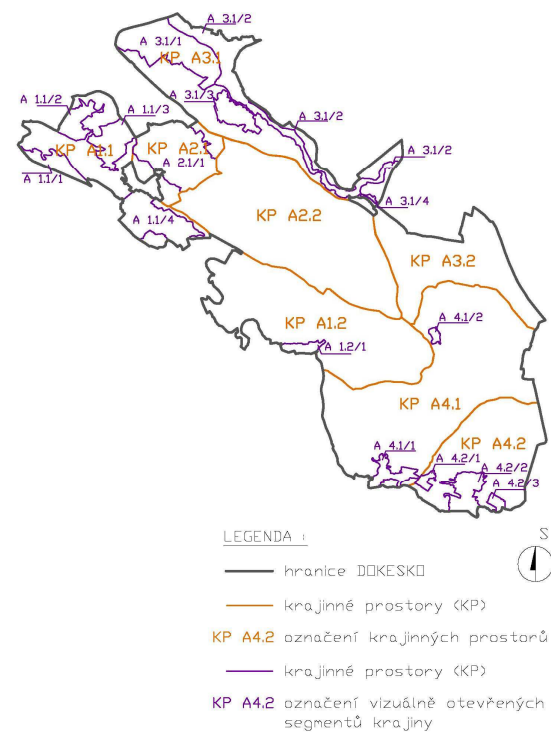 A 3.1/2
A 3.1/1
KP A3.1
A 3.1/3
A 1.1/2
A 1.1/3
A 3.1/2
KP A1.1
KP A2.1
A 3.1/2
A 2.1/1
A 1.1/1
A 3.1/4
A 1.1/4
KP A2.2
KP A3.2
A 4.1/2
KP A1.2
A 1.2/1
KP A4.1
A 4.1/1
KP A4.2
A 4.2/1
A 4.2/2
A 4.2/3
LEGENDA :
S
hranice D□KESK□
krajinné prostory (KP)
KP A4.2 označení krajinných prostorů
krajinné prostory (KP)
KP A4.2 označení vizuálně otevřených
segmentů krajiny